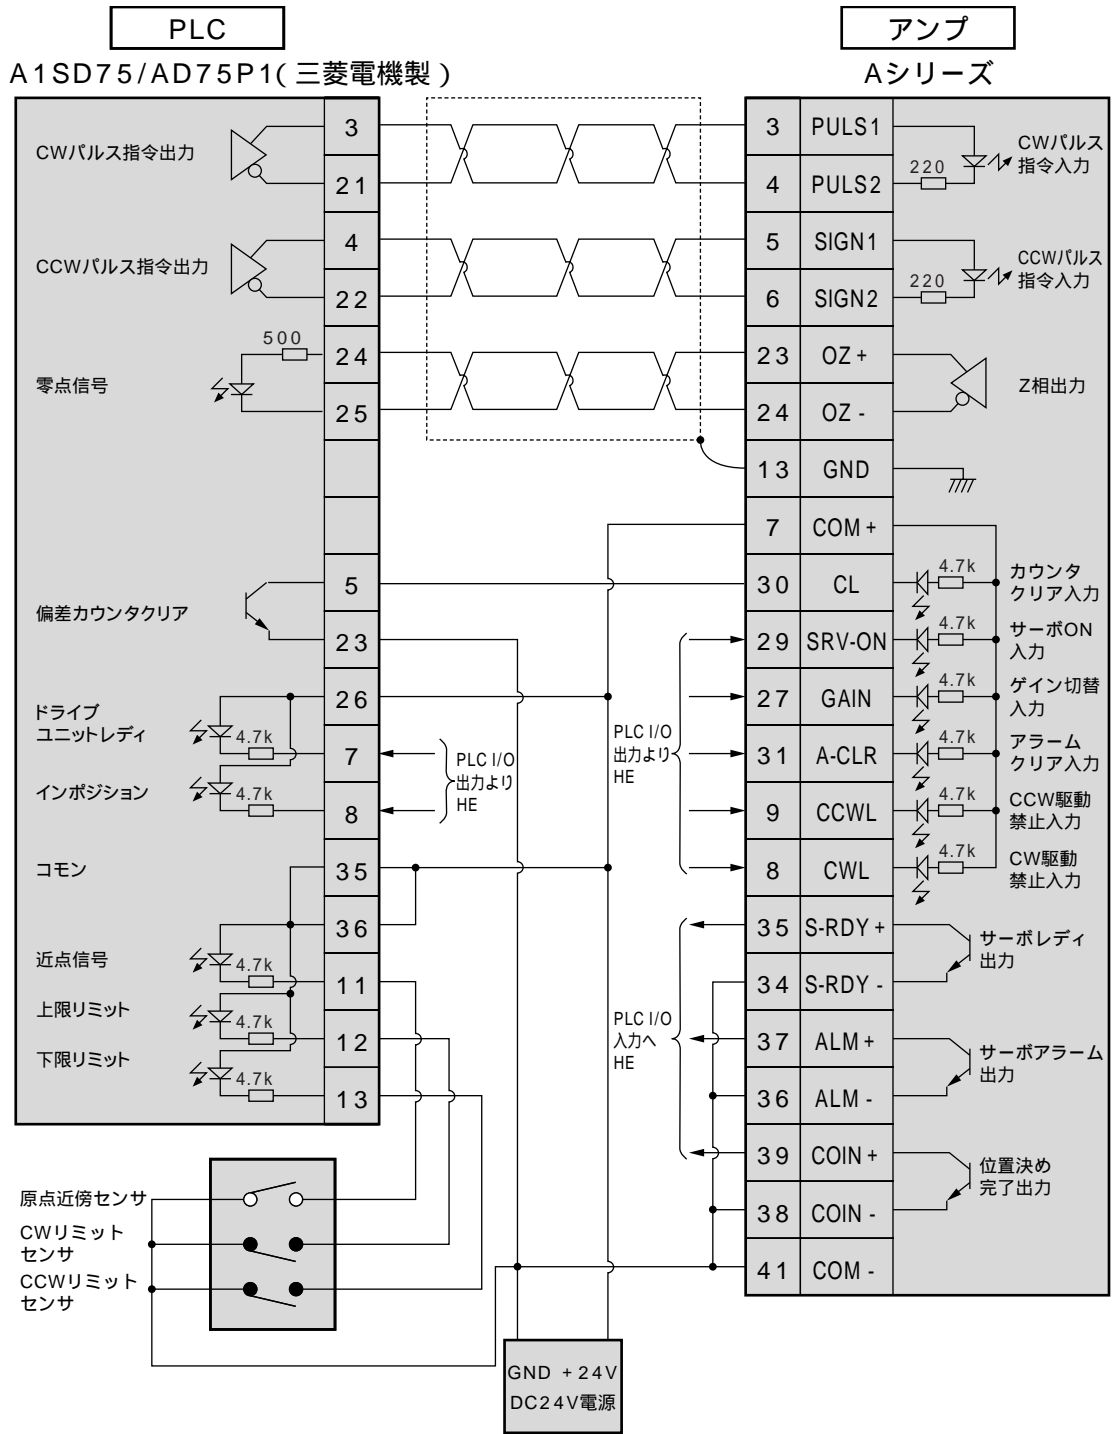 PLC
アンプ
A1SD75/AD75P1(三菱電機製)
Aシリーズ
CWパルス指令出力
3
21
CCWパルス指令出力
4
22
500
零点信号
24
25
偏差カウンタクリア
5
23
ドライブ
ユニットレディ
4.7k
26
7
インポジション
4.7k
8
コモン
35
36
近点信号
4.7k
11
上限リミット
4.7k
12
下限リミット
4.7k
13
PLC I/O
出力より
HE
PLC I/O
出力より
HE
PLC I/O
入力へ
HE
3 PULS1
4 PULS2
220
CWパルス
指令入力
5 SIGN1
6 SIGN2
220
CCWパルス
指令入力
23 OZ+
24 OZ-
Z相出力
13 GND
7 COM+
30 CL
4.7k
カウンタ
クリア入力
29 SRV-ON
4.7k
サーボON
入力
27 GAIN
4.7k
ゲイン切替
入力
31 A-CLR
4.7k
アラーム
クリア入力
9 CCWL
4.7k
CCW駆動
禁止入力
8 CWL
4.7k
CW駆動
禁止入力
35 S-RDY+
34 S-RDY-
サーボレディ
出力
37 ALM+
36 ALM-
サーボアラーム
出力
39 COIN+
38 COIN-
位置決め
完了出力
41 COM-
原点近傍センサ
CWリミット
センサ
CCWリミット
センサ
GND +24V
DC24V電源